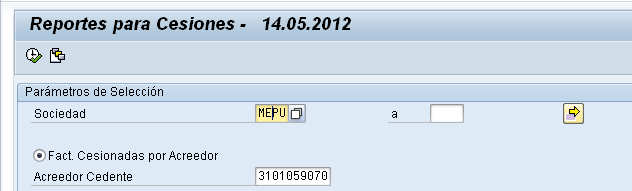 Reportes para Cesiones - 14.05.2012
Parámetros de Selección
Sociedad MEPU a
Fact. Cesionadas por Acreedor
Acreedor Cedente 3101059070